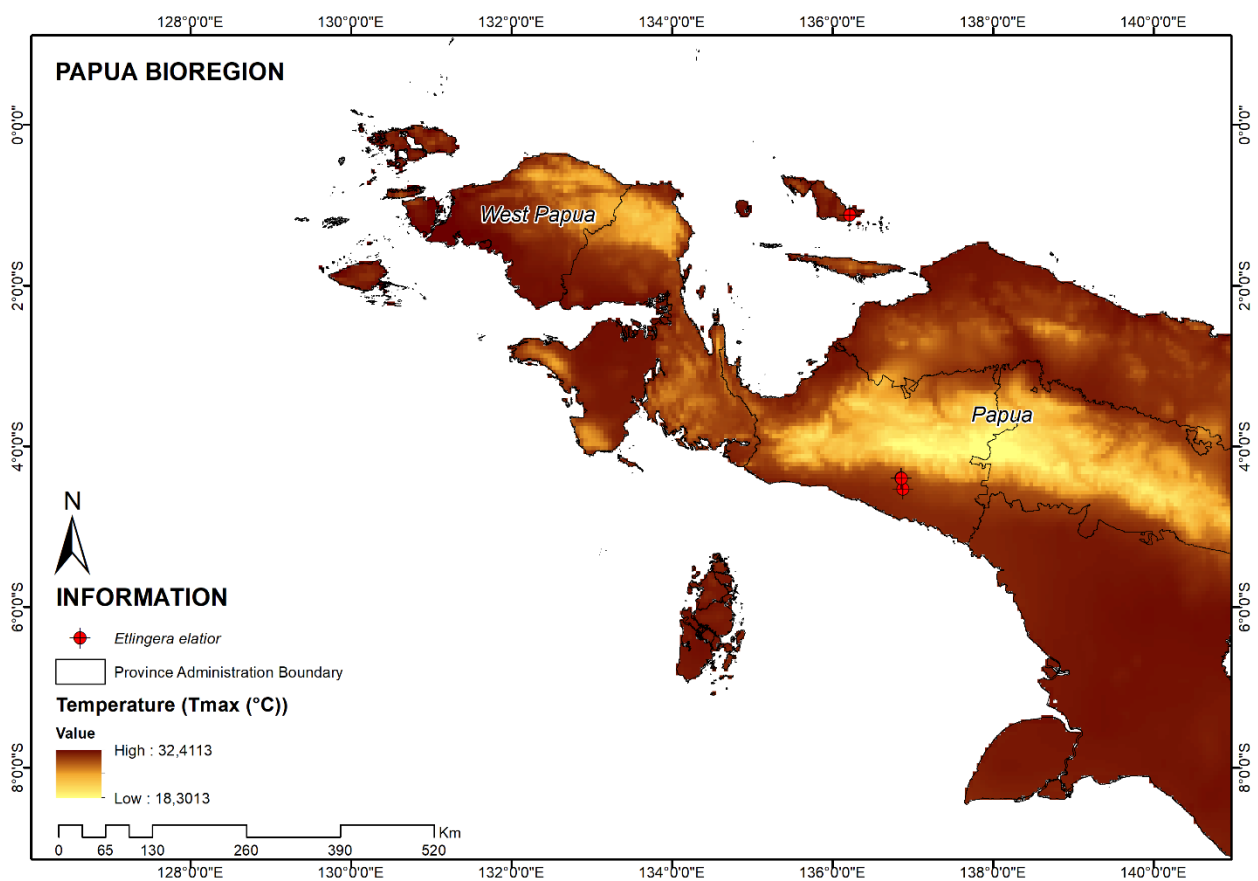 128°0'0"E 130°0'0"E 132°0'0"E 134°0'0"E 136°0'0"E 138°0'0"E 140°0'0"E
PAPUA BIOREGION
0°0'0" 0°0'0"
West Papua
2°0'0"S 2°0'0"S
Papua
4°0'0"S 4°0'0"S
N
INFORMATION
6°0'0"S 6°0'0"S
Etlingera elatior
Province Administration Boundary
Temperature (Tmax (°C))
Value
High : 32,4113
8°0'0"S 8°0'0"S
Low : 18,3013
Km
0 65 130 260 390 520
128°0'0"E 130°0'0"E 132°0'0"E 134°0'0"E 136°0'0"E 138°0'0"E 140°0'0"E